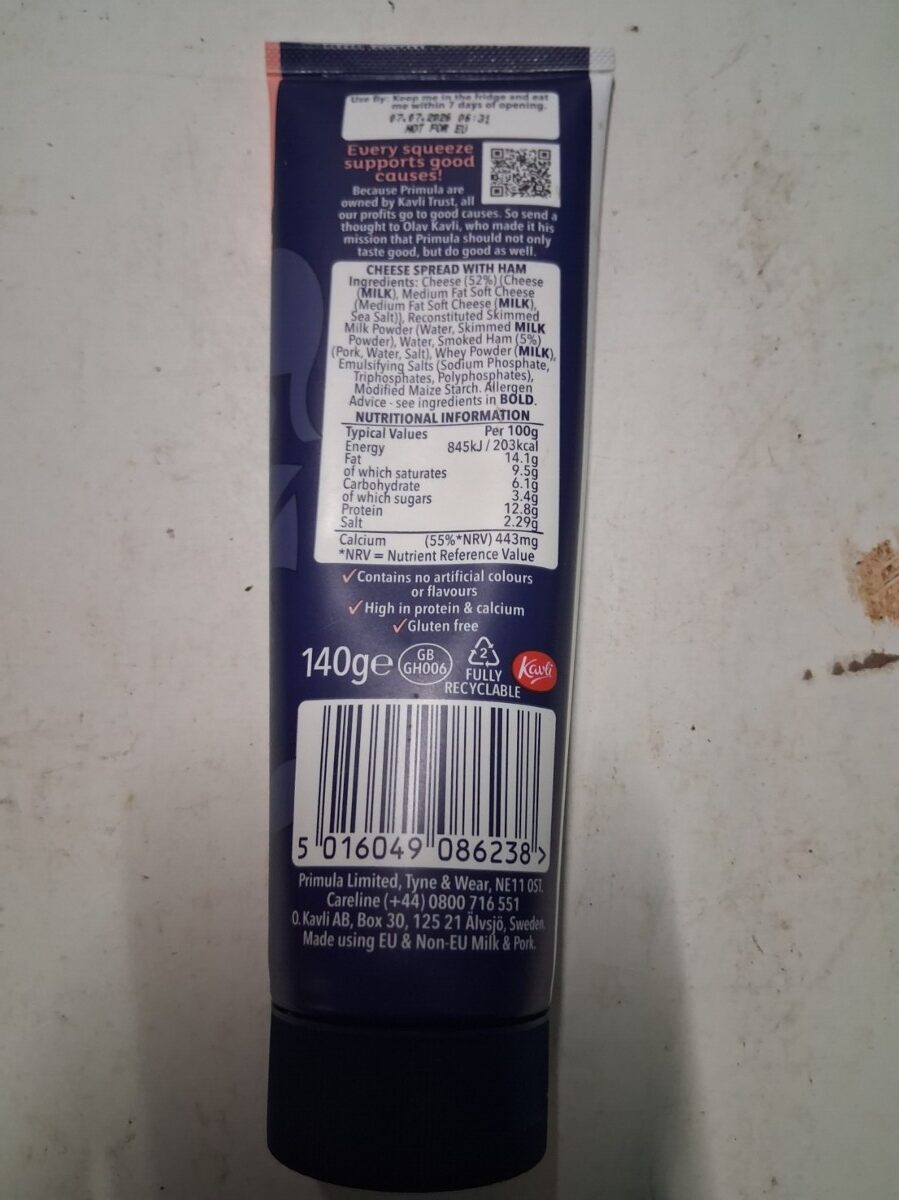 Use By: Keep me in the fridge and eat
me within 7 days of opening.
07.07.2026 06:31
NOT FOR EU
Every squeeze
supports good
causes!
Because Primula are
owned by Kavli Trust, all
our profits go to good causes. So send a
thought to Olav Kavli, who made it his
mission that Primula should not only
taste good, but do good as well.
CHEESE SPREAD WITH HAM
Ingredients: Cheese (52%) (Cheese
(MILK), Medium Fat Soft Cheese
(Medium Fat Soft Cheese (MILK),
Sea Salt)), Reconstituted Skimmed
Milk Powder (Water, Skimmed MILK
Powder), Water, Smoked Ham (5%)
(Pork, Water, Salt), Whey Powder (MILK),
Emulsifying Salts (Sodium Phosphate,
Triphosphates, Polyphosphates),
Modified Maize Starch. Allergen
Advice - see ingredients in BOLD.
NUTRITIONAL INFORMATION
Typical Values Per 100g
Energy 845kJ / 203kcal
Fat 14.1g
of which saturates 9.5g
Carbohydrate 6.1g
of which sugars 3.4g
Protein 12.8g
Salt 2.29g
Calcium (55%*NRV) 443mg
*NRV = Nutrient Reference Value
✓Contains no artificial colours
or flavours
✓High in protein & calcium
✓Gluten free
140g℮ GB GH006 2 Kavli
FULLY
RECYCLABLE
5 016049 086238 >
Primula Limited, Tyne & Wear, NE11 0ST.
Careline (+44) 0800 716 551
O. Kavli AB, Box 30, 125 21 Älvsjö, Sweden.
Made using EU & Non-EU Milk & Pork.